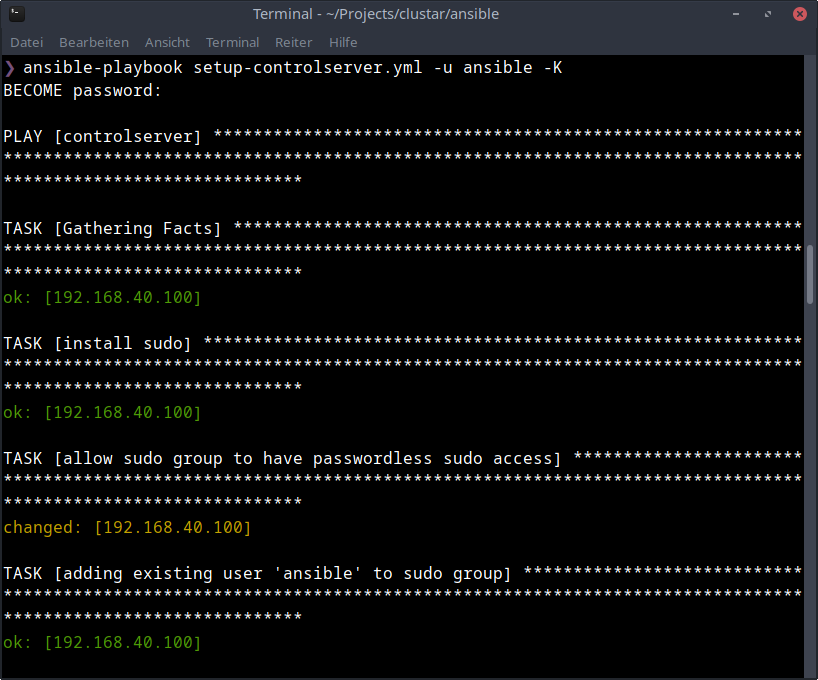 Terminal - ~/Projects/clustar/ansible
Datei Bearbeiten Ansicht Terminal Reiter Hilfe
❯ ansible-playbook setup-controlserver.yml -u ansible -K
BECOME password:
PLAY [controlserver] ***********************************************************
********************************************************************************
******************************
TASK [Gathering Facts] *********************************************************
********************************************************************************
******************************
ok: [192.168.40.100]
TASK [install sudo] ************************************************************
********************************************************************************
******************************
ok: [192.168.40.100]
TASK [allow sudo group to have passwordless sudo access] ***********************
********************************************************************************
******************************
changed: [192.168.40.100]
TASK [adding existing user 'ansible' to sudo group] ****************************
********************************************************************************
******************************
ok: [192.168.40.100]